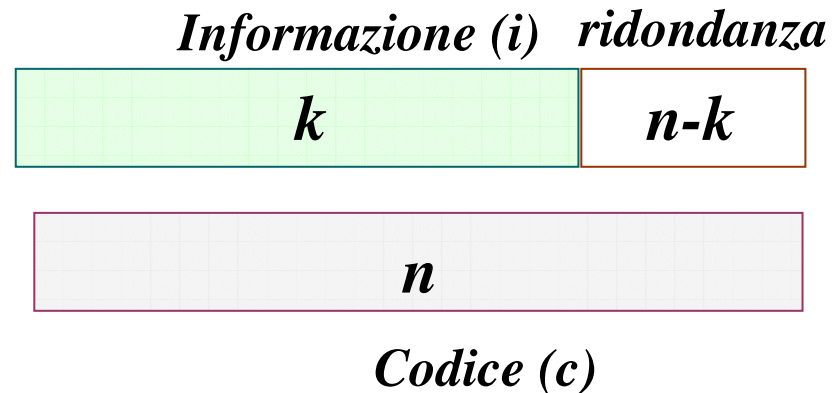 Informazione (i) ridondanza
k n-k
n
Codice (c)